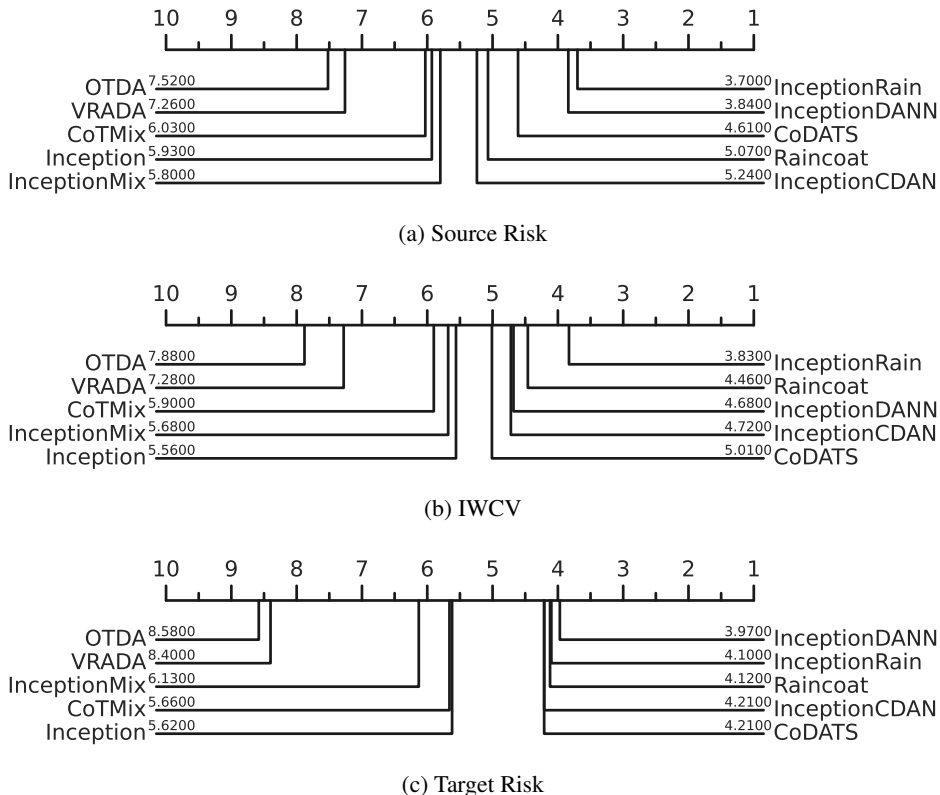 10 9 8 7 6 5 4 3 2 1
OTDA 7.5200 3.7000 InceptionRain
VRADA 7.2600 3.8400 InceptionDANN
CoTMix 6.0300 4.6100 CoDATS
Inception 5.9300 5.0700 Raincoat
InceptionMix 5.8000 5.2400 InceptionCDAN
(a) Source Risk
10 9 8 7 6 5 4 3 2 1
OTDA 7.8800 3.8300 InceptionRain
VRADA 7.2800 4.4600 Raincoat
CoTMix 5.9000 4.6800 InceptionDANN
InceptionMix 5.6800 4.7200 InceptionCDAN
Inception 5.5600 5.0100 CoDATS
(b) IWCV
10 9 8 7 6 5 4 3 2 1
OTDA 8.5800 3.9700 InceptionDANN
VRADA 8.4000 4.1000 InceptionRain
InceptionMix 6.1300 4.1200 Raincoat
CoTMix 5.6600 4.2100 InceptionCDAN
Inception 5.6200 4.2100 CoDATS
(c) Target Risk